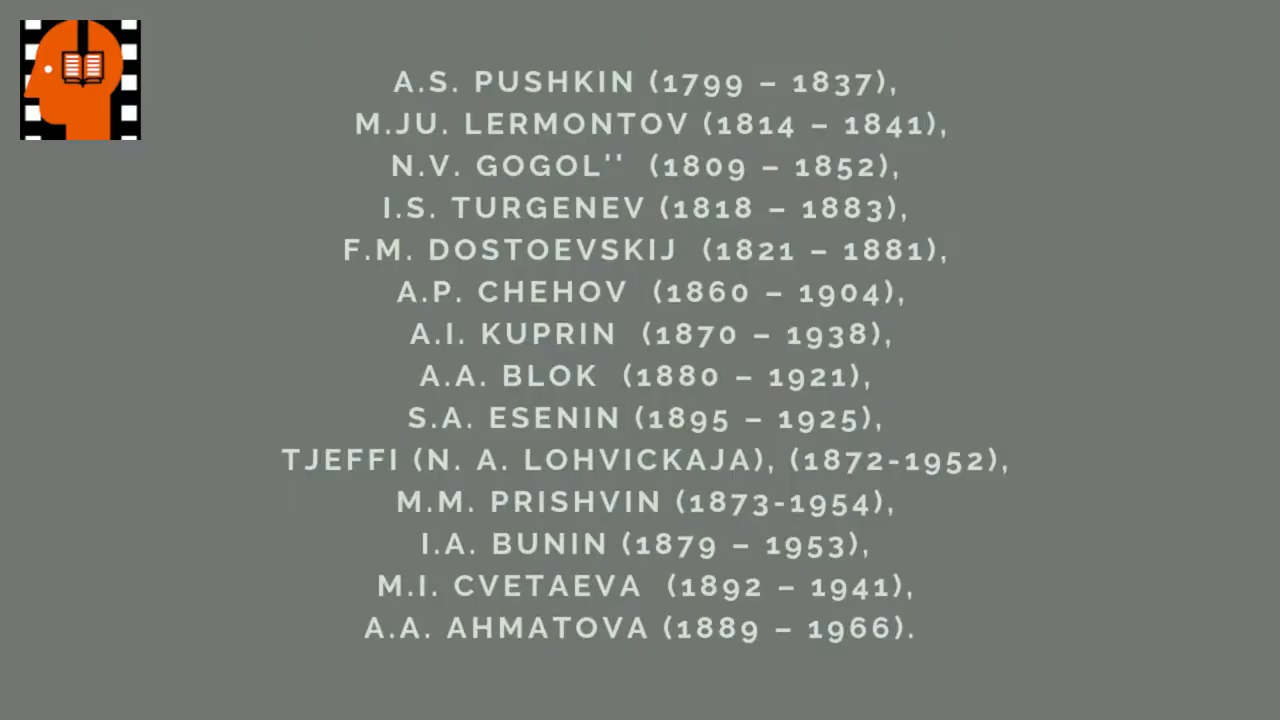 A.S. PUSHKIN (1799 – 1837),
M.JU. LERMONTOV (1814 – 1841),
N.V. GOGOL'' (1809 – 1852),
I.S. TURGENEV (1818 – 1883),
F.M. DOSTOEVSKIJ (1821 – 1881),
A.P. CHEHOV (1860 – 1904),
A.I. KUPRIN (1870 – 1938),
A.A. BLOK (1880 – 1921),
S.A. ESENIN (1895 – 1925),
TJEFFI (N. A. LOHVICKAJA), (1872-1952),
M.M. PRISHVIN (1873-1954),
I.A. BUNIN (1879 – 1953),
M.I. CVETAEVA (1892 – 1941),
A.A. AHMATOVA (1889 – 1966).